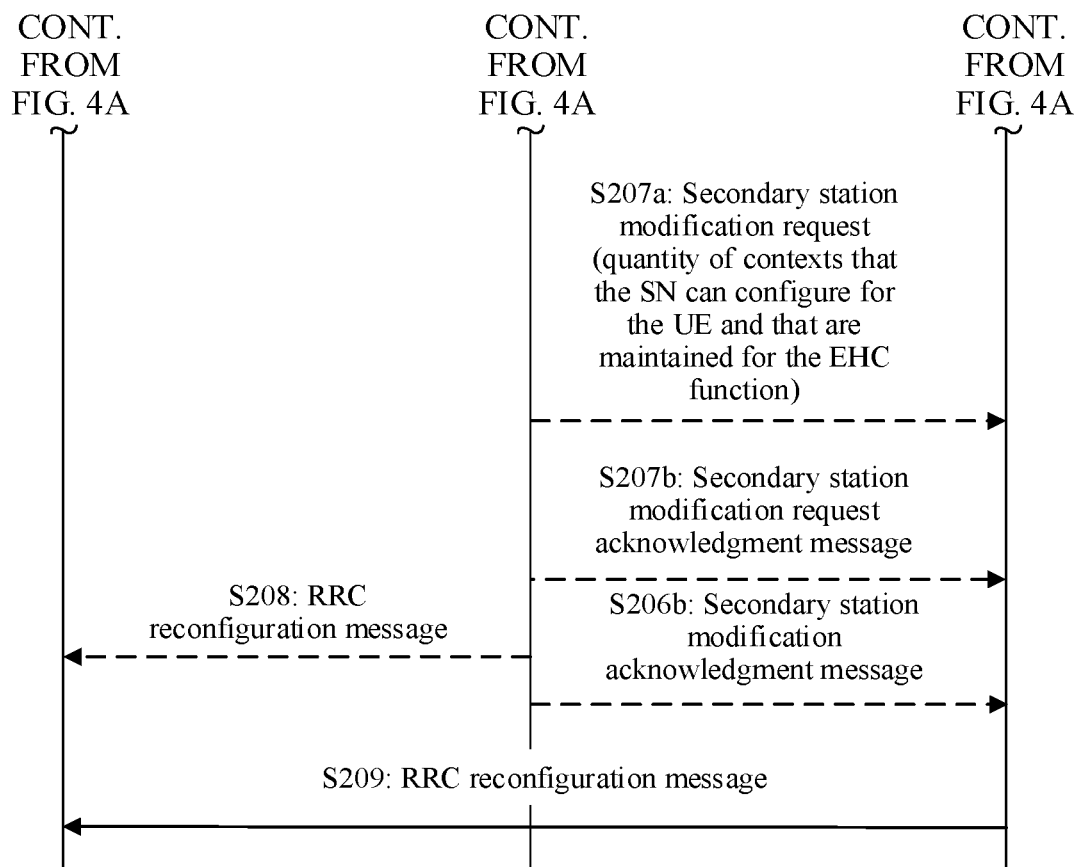 CONT.
FROM
FIG. 4A
CONT.
FROM
FIG. 4A
CONT.
FROM
FIG. 4A
S207a: Secondary station
modification request
(quantity of contexts that
the SN can configure for
the UE and that are
maintained for the EHC
function)
S207b: Secondary station
modification request
acknowledgment message
S208: RRC
reconfiguration message
S206b: Secondary station
modification
acknowledgment message
S209: RRC reconfiguration message